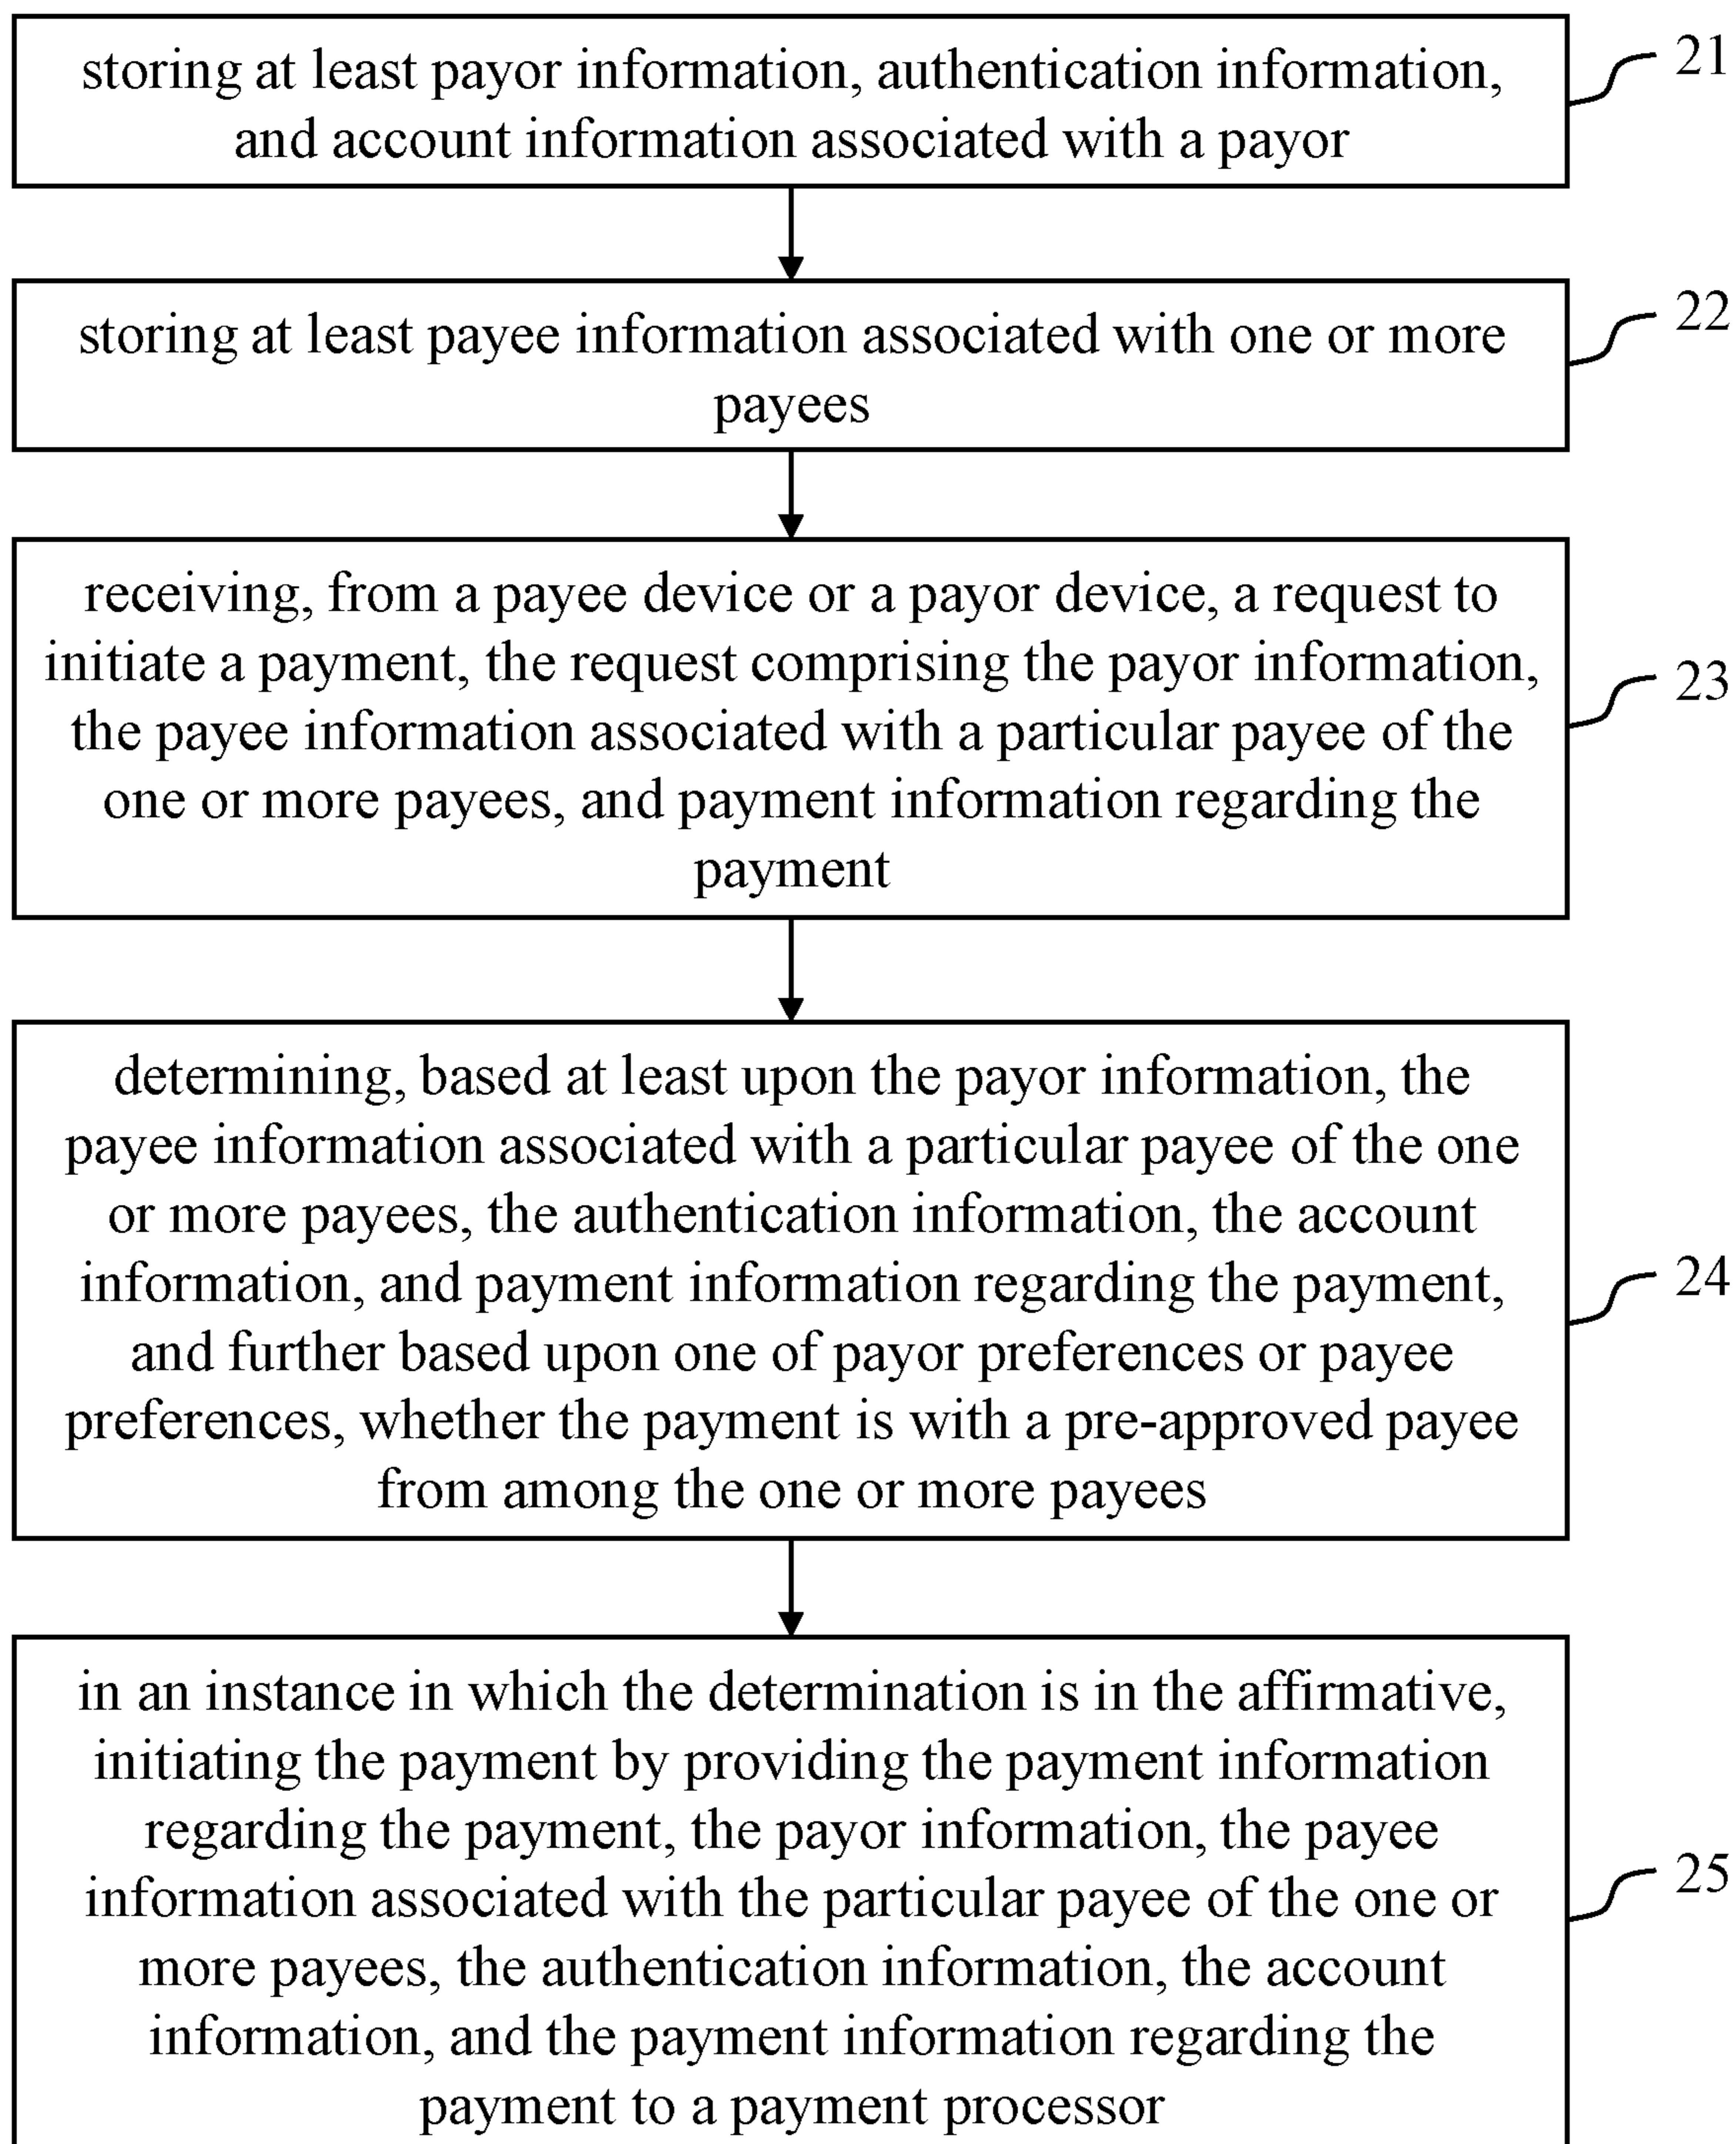 storing at least payor information, authentication information,
and account information associated with a payor
21
storing at least payee information associated with one or more
payees
22
receiving, from a payee device or a payor device, a request to
initiate a payment, the request comprising the payor information,
the payee information associated with a particular payee of the
one or more payees, and payment information regarding the
payment
23
determining, based at least upon the payor information, the
payee information associated with a particular payee of the one
or more payees, the authentication information, the account
information, and payment information regarding the payment,
and further based upon one of payor preferences or payee
preferences, whether the payment is with a pre-approved payee
from among the one or more payees
24
in an instance in which the determination is in the affirmative,
initiating the payment by providing the payment information
regarding the payment, the payor information, the payee
information associated with the particular payee of the one or
more payees, the authentication information, the account
information, and the payment information regarding the
payment to a payment processor
25